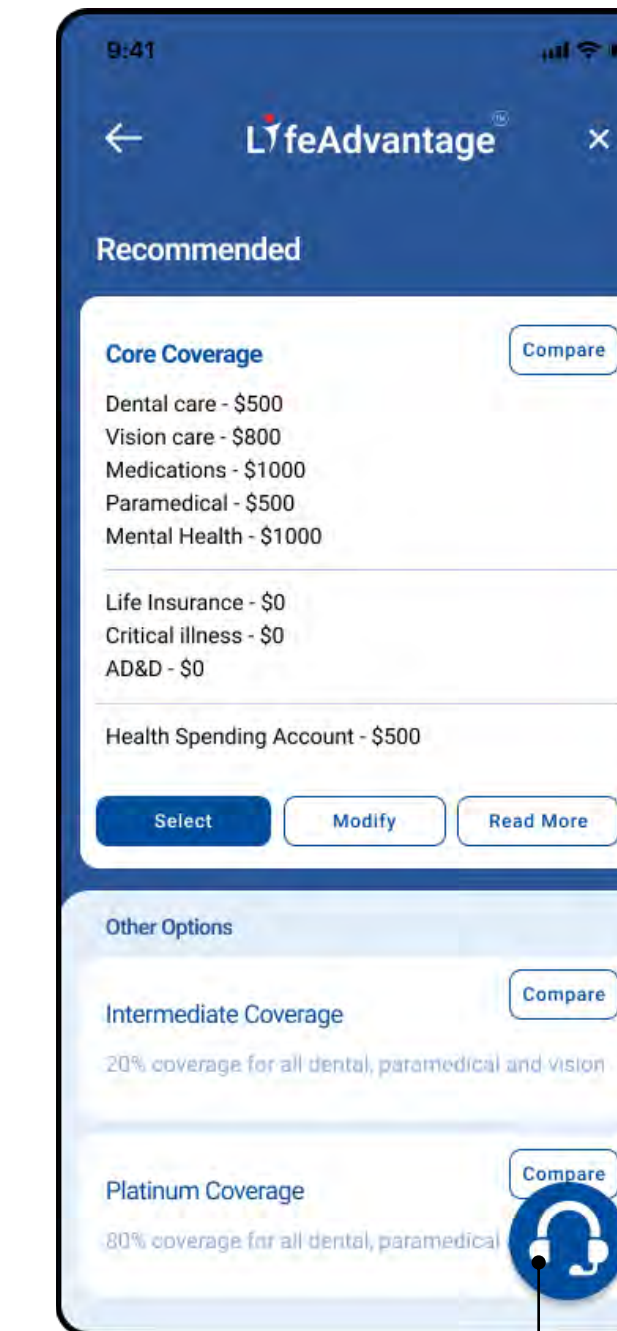 9:41
LifeAdvantage™
Recommended
Core Coverage
Compare
Dental care - $500
Vision care - $800
Medications - $1000
Paramedical - $500
Mental Health - $1000
Life Insurance - $0
Critical illness - $0
AD&D - $0
Health Spending Account - $500
Select Modify Read More
Other Options
Intermediate Coverage
Compare
20% coverage for all dental, paramedical and vision
Platinum Coverage
Compare
80% coverage for all dental, paramedical